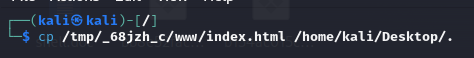 ┌──(kali㉿kali)-[/]
└─$ cp /tmp/_68jzh_c/www/index.html /home/kali/Desktop/.